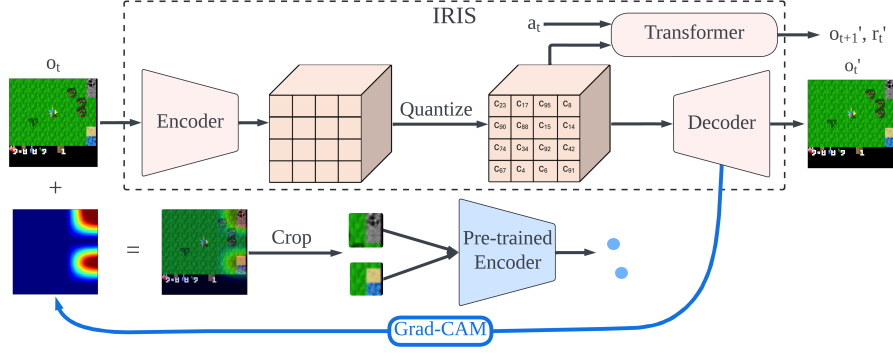 IRIS
a_t
Transformer
o_{t+1}', r_t'
o_t
o_t'
Encoder
Quantize
C_23 C_17 C_95 C_8
C_90 C_88 C_15 C_14
C_74 C_34 C_92 C_42
C_67 C_4 C_6 C_91
Decoder
+
=
Crop
Pre-trained
Encoder
Grad-CAM